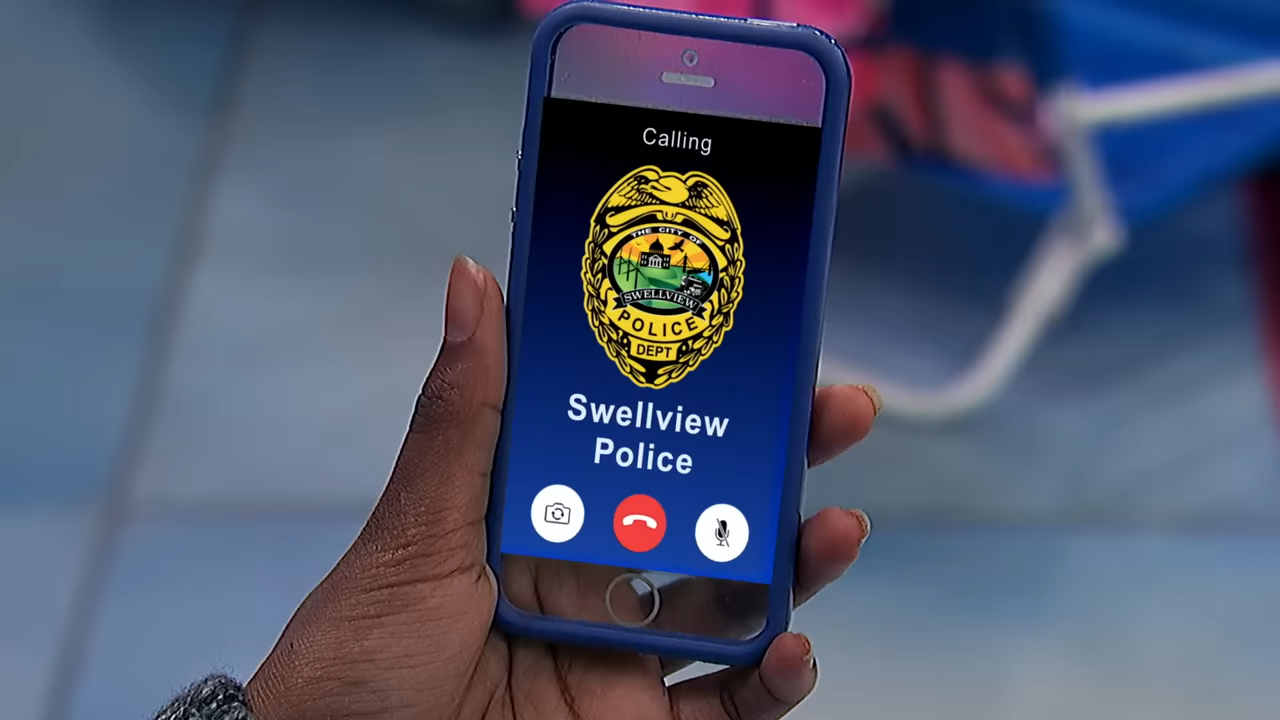 Calling
THE CITY OF
SWELLVIEW
POLICE
DEPT
Swellview
Police